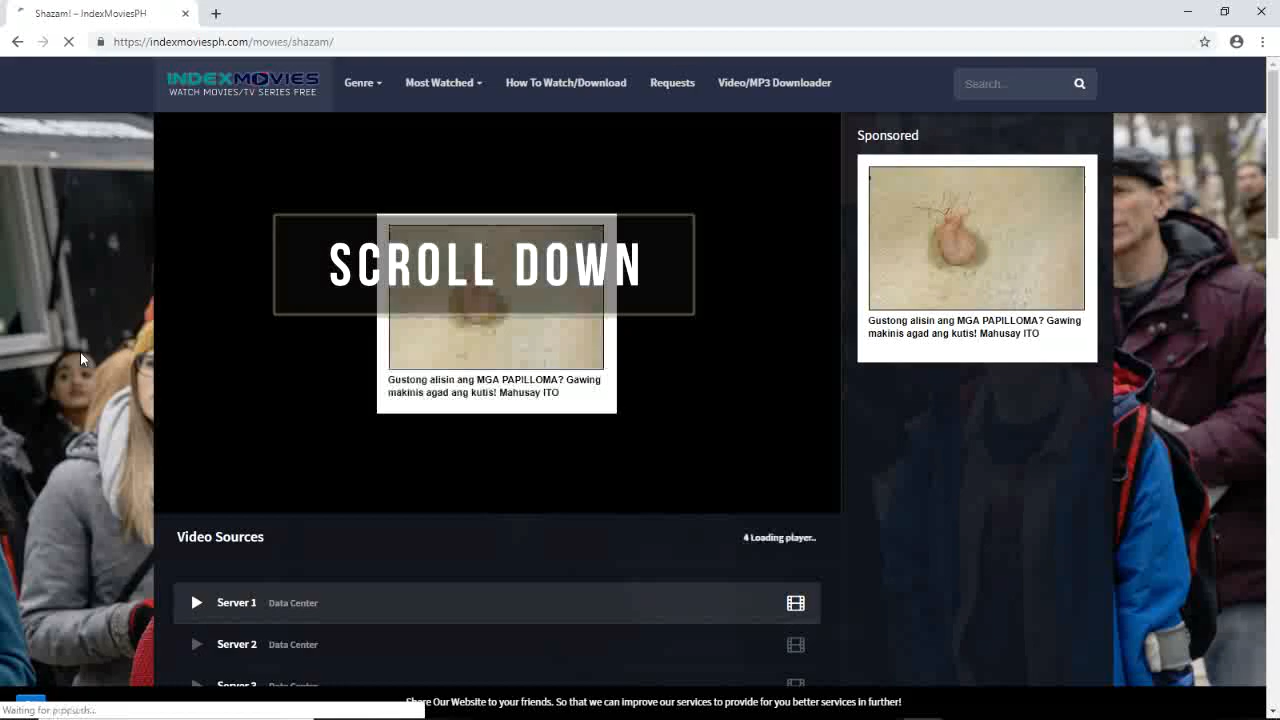 Shazam! – IndexMoviesPH
https://indexmoviesph.com/movies/shazam/
INDEXMOVIES
WATCH MOVIES/TV SERIES FREE
Genre
Most Watched
How To Watch/Download
Requests
Video/MP3 Downloader
Search...
Sponsored
SCROLL DOWN
Gustong alisin ang MGA PAPILLOMA? Gawing
makinis agad ang kutis! Mahusay ITO
Gustong alisin ang MGA PAPILLOMA? Gawing
makinis agad ang kutis! Mahusay ITO
Video Sources
4 Loading player..
Server 1 Data Center
Server 2 Data Center
Server 3
Share Our Website to your friends. So that we can improve our services to provide for you better services in further!
Waiting for